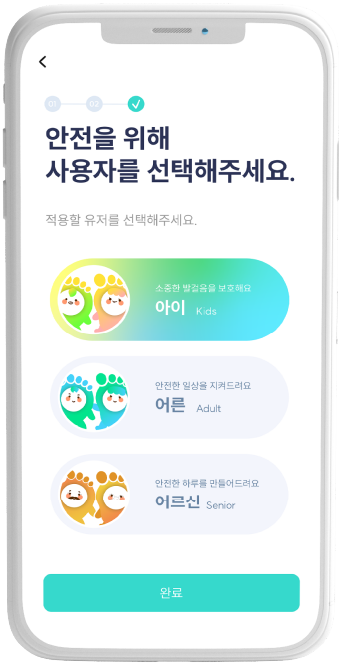 01 02
안전을 위해
사용자를 선택해주세요.
적용할 유저를 선택해주세요.
소중한 발걸음을 보호해요
아이 Kids
안전한 일상을 지켜드려요
어른 Adult
안전한 하루를 만들어드려요
어르신 Senior
완료